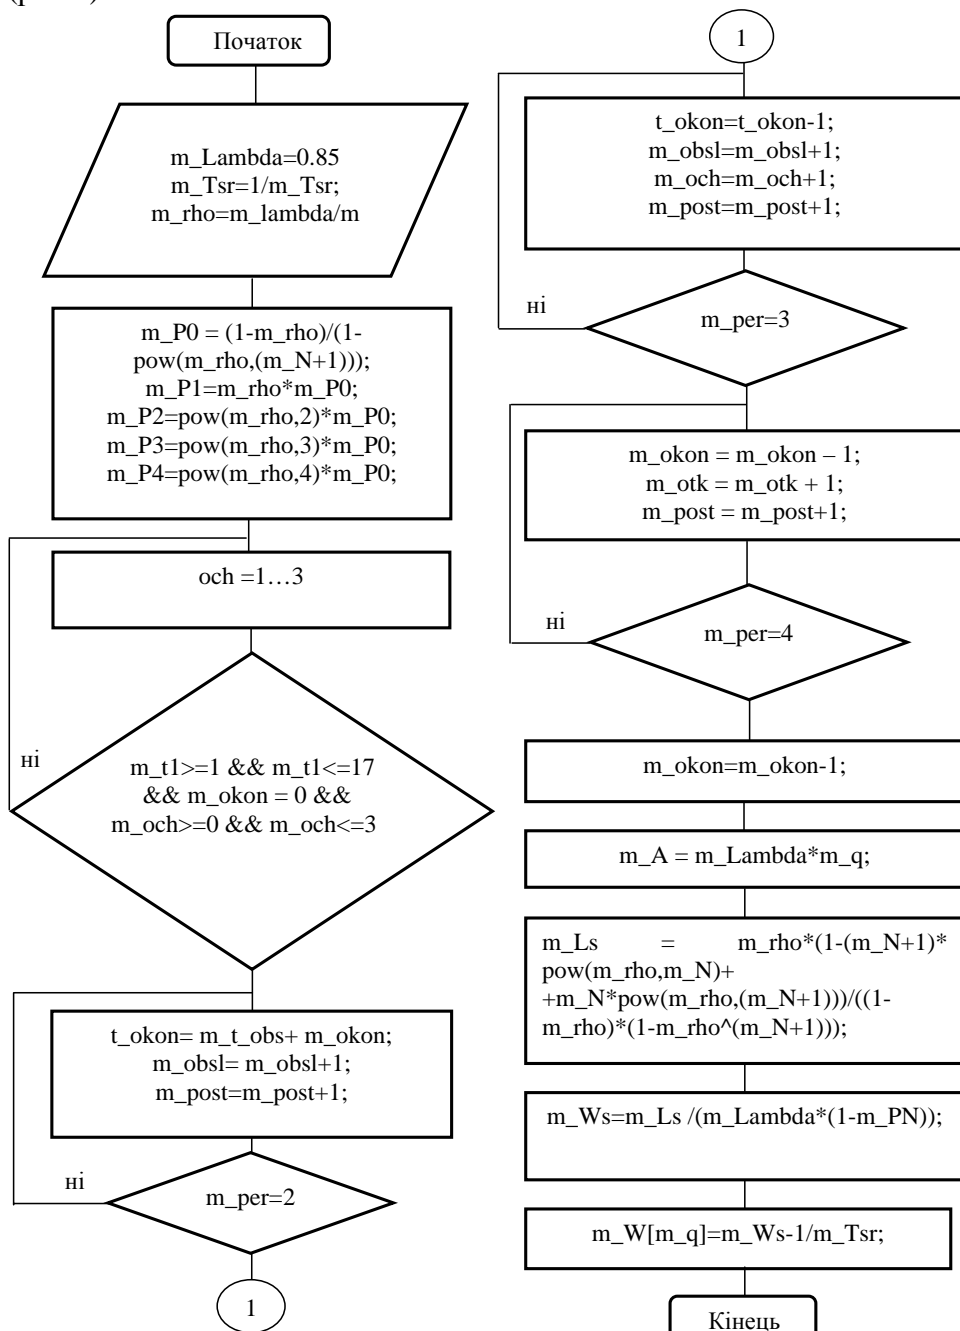 Початок
m_Lambda=0.85
m_Tsr=1/m_Tsr;
m_rho=m_lambda/m
m_P0 = (1-m_rho)/(1-
pow(m_rho,(m_N+1)));
m_P1=m_rho*m_P0;
m_P2=pow(m_rho,2)*m_P0;
m_P3=pow(m_rho,3)*m_P0;
m_P4=pow(m_rho,4)*m_P0;
och =1…3
ні
m_t1>=1 && m_t1<=17
&& m_okon = 0 &&
m_och>=0 && m_och<=3
t_okon= m_t_obs+ m_okon;
m_obsl= m_obsl+1;
m_post=m_post+1;
ні
m_per=2
1
1
t_okon=t_okon-1;
m_obsl=m_obsl+1;
m_och=m_och+1;
m_post=m_post+1;
ні
m_per=3
m_okon = m_okon – 1;
m_otk = m_otk + 1;
m_post = m_post+1;
ні
m_per=4
m_okon=m_okon-1;
m_A = m_Lambda*m_q;
m_Ls = m_rho*(1-(m_N+1)*
pow(m_rho,m_N)+
+m_N*pow(m_rho,(m_N+1)))/((1-
m_rho)*(1-m_rho^(m_N+1)));
m_Ws=m_Ls /(m_Lambda*(1-m_PN));
m_W[m_q]=m_Ws-1/m_Tsr;
Кінець